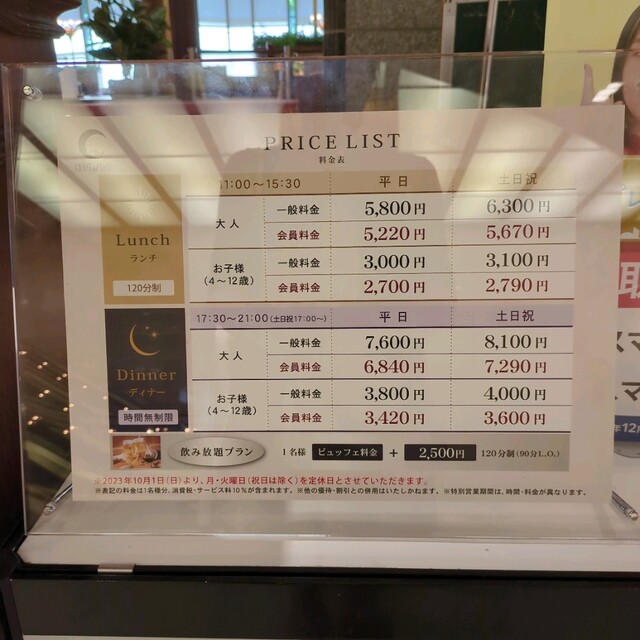 PRICE LIST
料金表
11:00～15:30 平日 土日祝
Lunch
ランチ
120分制
大人 一般料金 5,800円 6,300円
会員料金 5,220円 5,670円
お子様
(4～12歳) 一般料金 3,000円 3,100円
会員料金 2,700円 2,790円
17:30～21:00(土日祝17:00～) 平日 土日祝
Dinner
ディナー
時間無制限
大人 一般料金 7,600円 8,100円
会員料金 6,840円 7,290円
お子様
(4～12歳) 一般料金 3,800円 4,000円
会員料金 3,420円 3,600円
飲み放題プラン 1名様 ビュッフェ料金 + 2,500円 120分制(90分L.O.)
※2023年10月1日(日)より、月・火曜日(祝日は除く)を定休日とさせていただきます。
※表記の料金は1名様分、消費税・サービス料10%が含まれます。※他の優待・割引との併用はいたしかねます。※特別営業期間は、時間・料金が異なります。
スマ
スマ
年12月